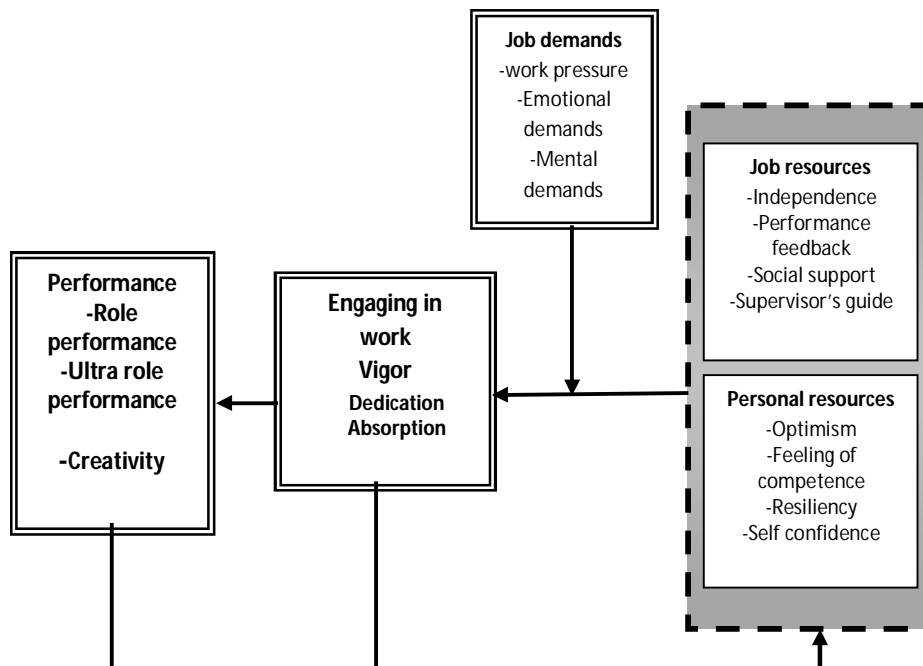 Job demands
-work pressure
-Emotional
demands
-Mental
demands
Job resources
-Independence
-Performance
feedback
-Social support
-Supervisor's guide
Performance
-Role
performance
-Ultra role
performance
-Creativity
Engaging in
work
Vigor
Dedication
Absorption
Personal resources
-Optimism
-Feeling of
competence
-Resiliency
-Self confidence